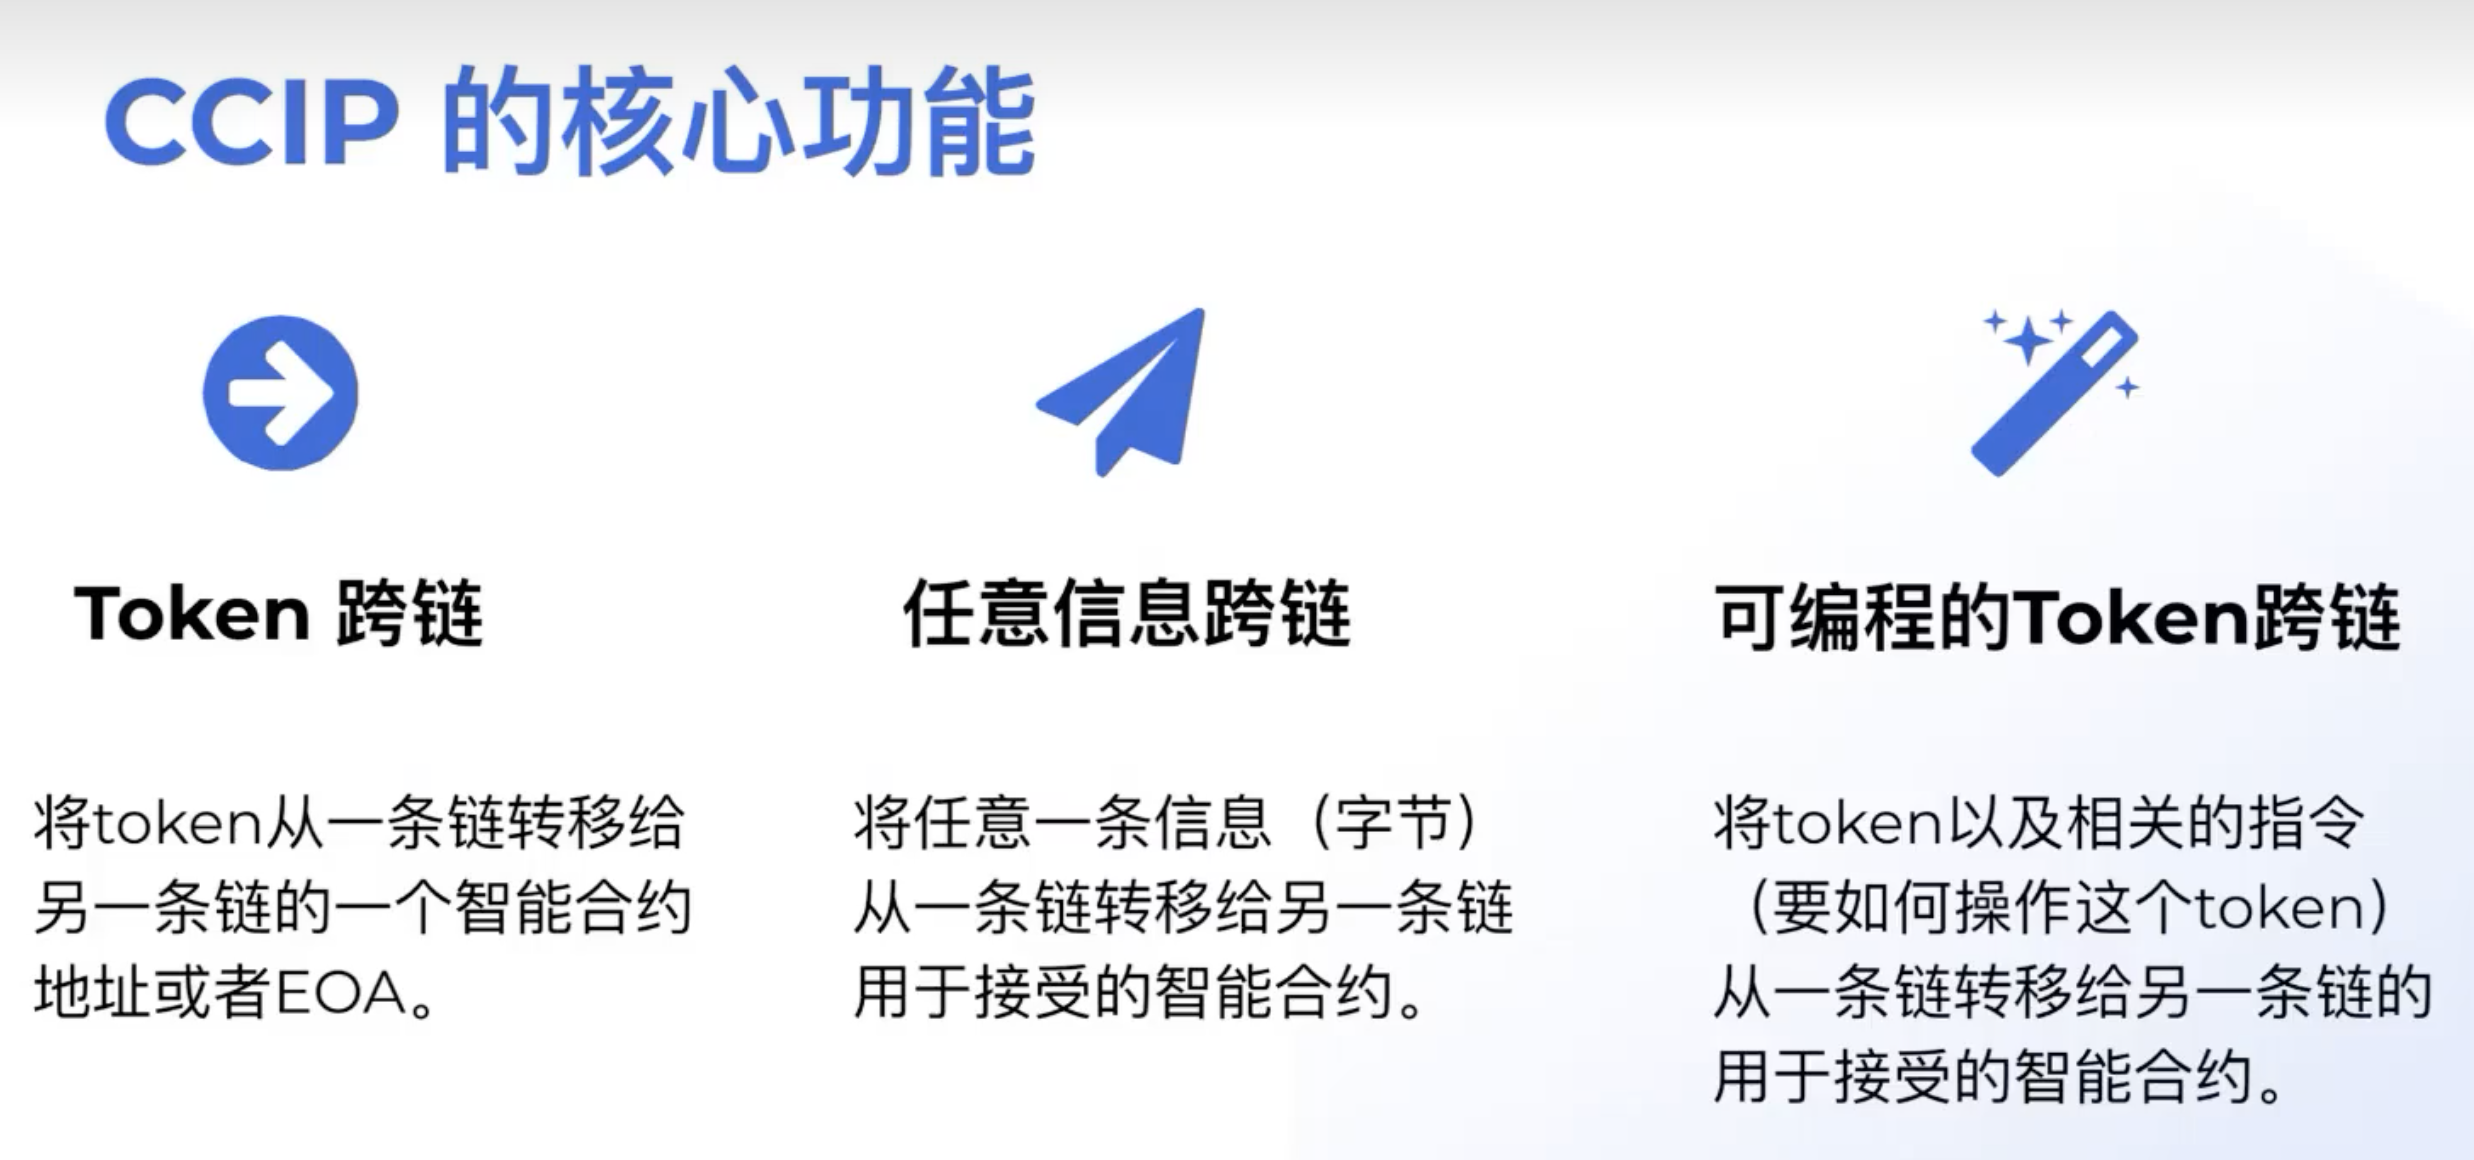 CCIP 的核心功能
Token 跨链
将token从一条链转移给
另一条链的一个智能合约
地址或者EOA。
任意信息跨链
将任意一条信息（字节）
从一条链转移给另一条链
用于接受的智能合约。
可编程的Token跨链
将token以及相关的指令
（要如何操作这个token）
从一条链转移给另一条链的
用于接受的智能合约。